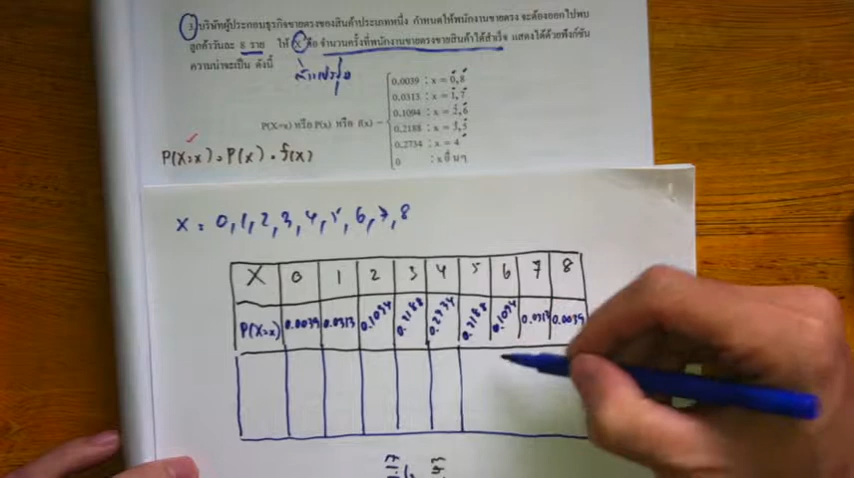 3. บริษัทผู้ประกอบธุรกิจขายตรงของสินค้าประเภทหนึ่ง กำหนดให้พนักงานขายตรง จะต้องออกไปพบ
ลูกค้าวันละ 8 ราย ให้ X คือ จำนวนครั้งที่พนักงานขายตรงขายสินค้าได้สำเร็จ แสดงได้ด้วยฟังก์ชัน
ความน่าจะเป็น ดังนี้
ตัวแปรสุ่ม
0.0039 ; x = 0,8
0.0313 ; x = 1,7
0.1094 ; x = 2,6
P(X=x) หรือ P(x) หรือ f(x) =
0.2188 ; x = 3,5
0.2734 ; x = 4
0 ; x อื่น ๆ
P(X=x) = P(x) = f(x)
x = 0,1,2,3,4,5,6,7,8
X 0 1 2 3 4 5 6 7 8
P(X=x) 0.0039 0.0313 0.1094 0.2188 0.2734 0.2188 0.1094 0.0313 0.0039